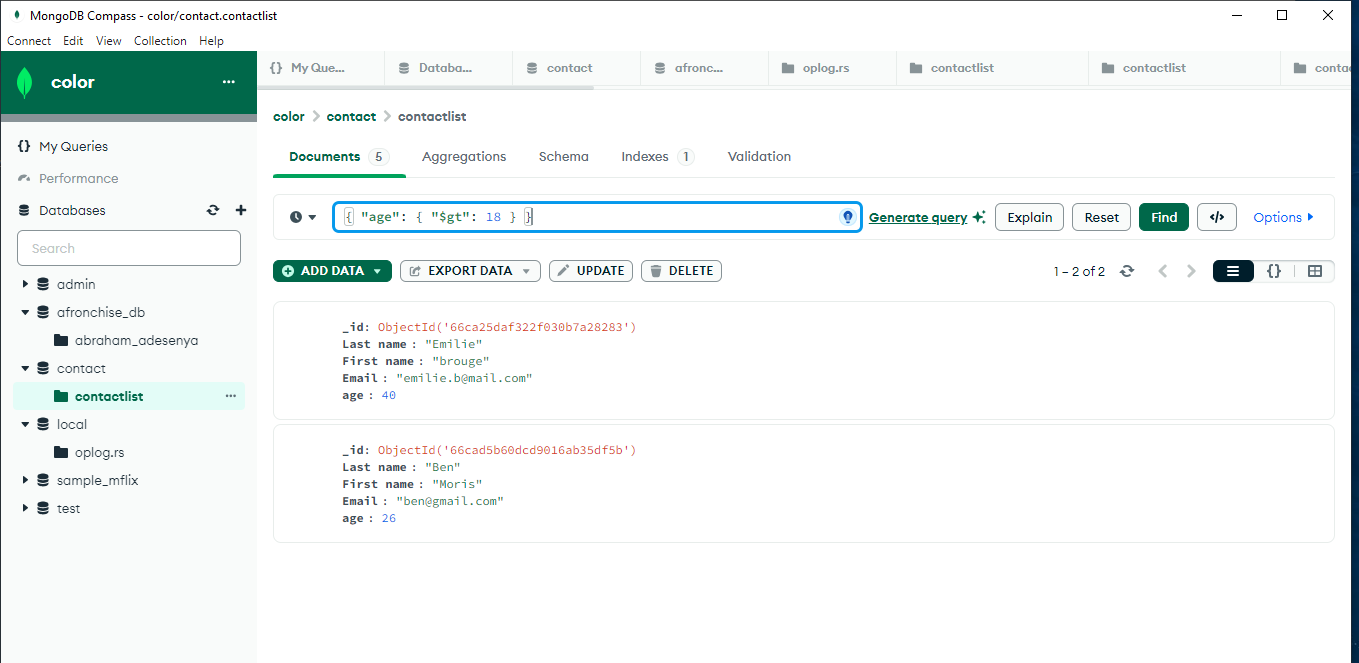 MongoDB Compass - color/contact.contactlist
Connect Edit View Collection Help
color ...
{} My Que... Databa... contact afronc... oplog.rs contactlist contactlist conta
color > contact > contactlist
{} My Queries
Performance
Databases
Search
admin
afronchise_db
abraham_adesenya
contact
contactlist ...
local
oplog.rs
sample_mflix
test
Documents 5 Aggregations Schema Indexes 1 Validation
{ "age": { "$gt": 18 } } Generate query Explain Reset Find </> Options
ADD DATA EXPORT DATA UPDATE DELETE 1 – 2 of 2 {}
_id: ObjectId('66ca25daf322f030b7a28283')
Last name : "Emilie"
First name : "brouge"
Email : "emilie.b@mail.com"
age : 40
_id: ObjectId('66cad5b60dcd9016ab35df5b')
Last name : "Ben"
First name : "Moris"
Email : "ben@gmail.com"
age : 26